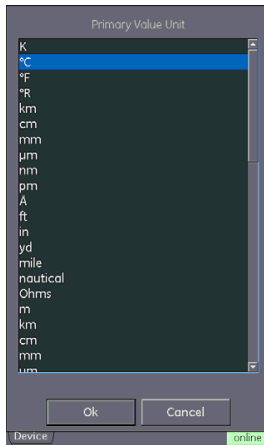 Primary Value Unit
K
°C
°F
°R
km
cm
mm
µm
nm
pm
Å
ft
in
yd
mile
nautical
Ohms
m
km
cm
mm
µm
Ok
Cancel
Device
online